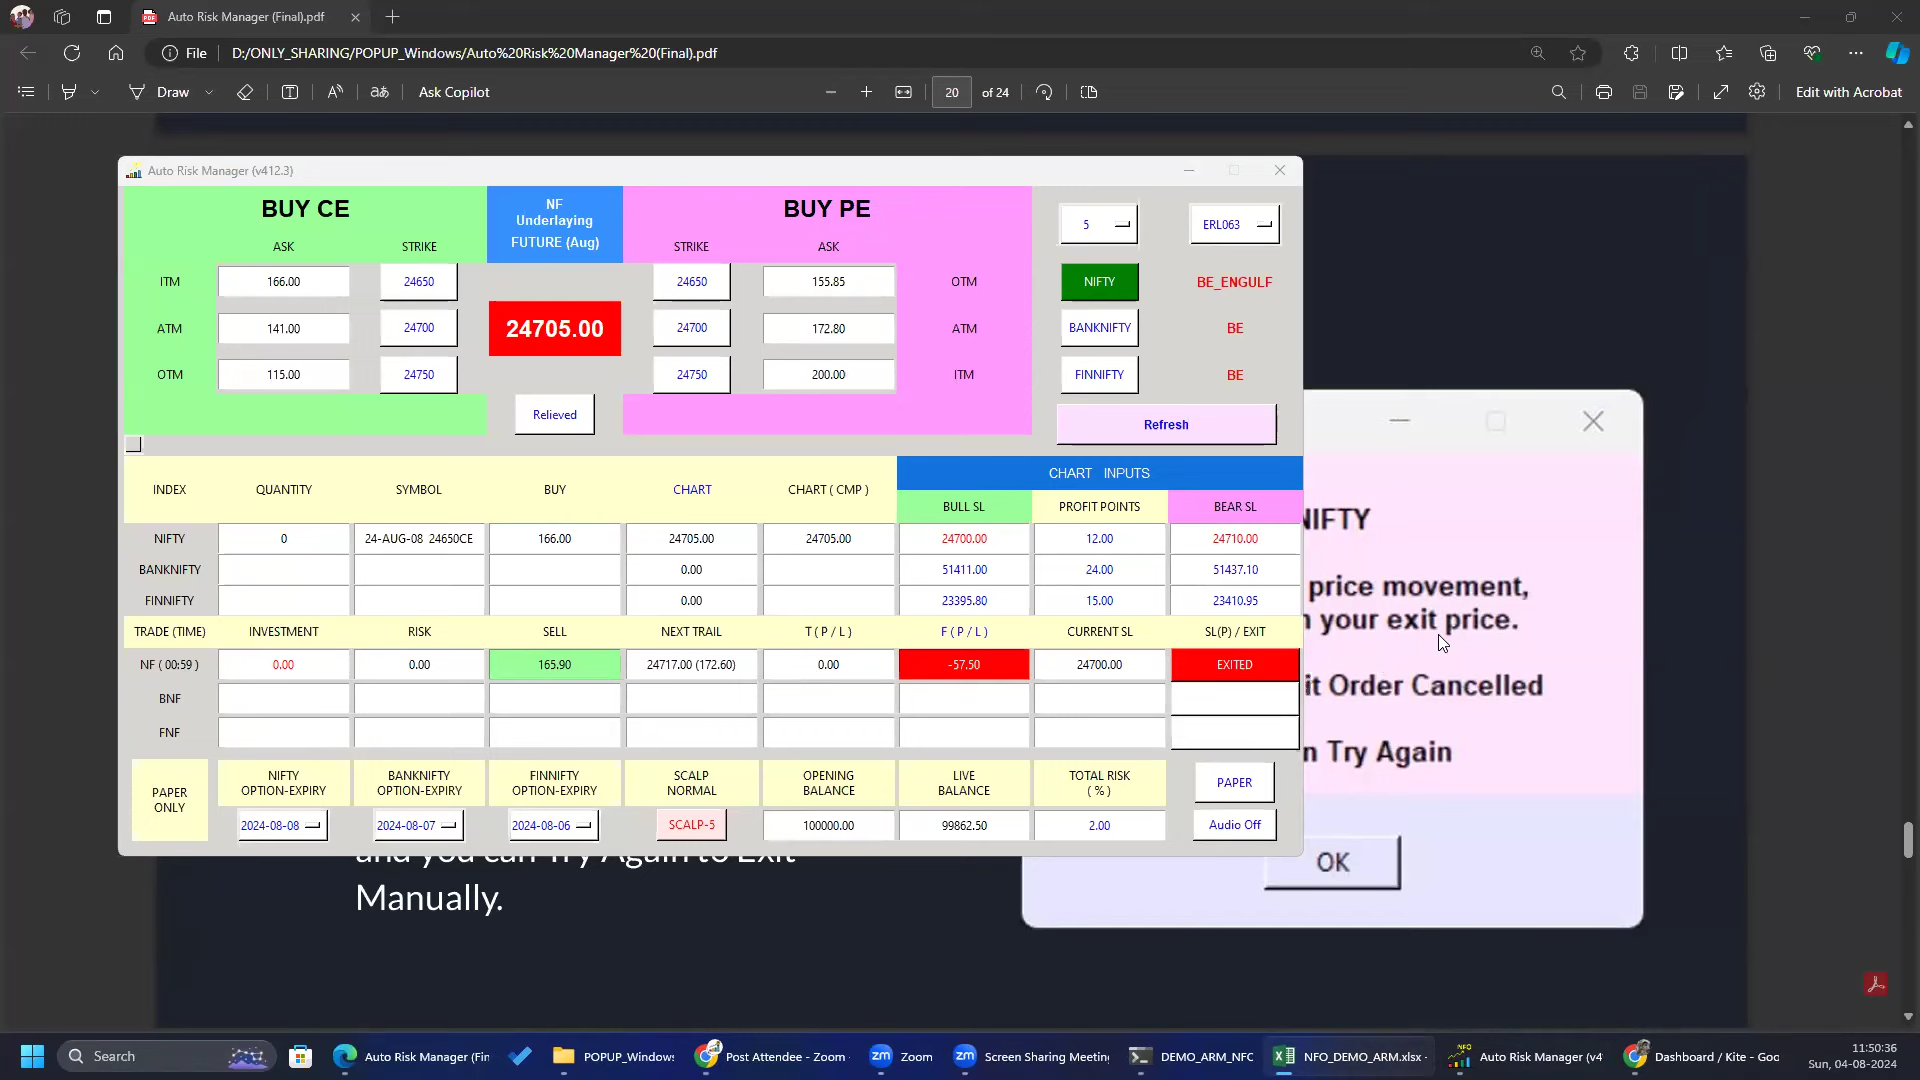 Auto Risk Manager (Final).pdf
File
D:/ONLY_SHARING/POPUP_Windows/Auto%20Risk%20Manager%20(Final).pdf
Draw
Ask Copilot
20
of 24
Edit with Acrobat
Auto Risk Manager (v412.3)
BUY CE
NF
Underlaying
FUTURE (Aug)
BUY PE
5
ERL063
ASK
STRIKE
STRIKE
ASK
ITM
166.00
24650
24650
155.85
OTM
NIFTY
BE_ENGULF
ATM
141.00
24700
24705.00
24700
172.80
ATM
BANKNIFTY
BE
OTM
115.00
24750
24750
200.00
ITM
FINNIFTY
BE
Relieved
Refresh
CHART INPUTS
INDEX
QUANTITY
SYMBOL
BUY
CHART
CHART ( CMP )
BULL SL
PROFIT POINTS
BEAR SL
NIFTY
0
24-AUG-08 24650CE
166.00
24705.00
24705.00
24700.00
12.00
24710.00
BANKNIFTY
0.00
51411.00
24.00
51437.10
FINNIFTY
0.00
23395.80
15.00
23410.95
TRADE (TIME)
INVESTMENT
RISK
SELL
NEXT TRAIL
T ( P / L )
F ( P / L )
CURRENT SL
SL(P) / EXIT
NF ( 00:59 )
0.00
0.00
165.90
24717.00 (172.60)
0.00
-57.50
24700.00
EXITED
BNF
FNF
PAPER
ONLY
NIFTY
OPTION-EXPIRY
BANKNIFTY
OPTION-EXPIRY
FINNIFTY
OPTION-EXPIRY
SCALP
NORMAL
OPENING
BALANCE
LIVE
BALANCE
TOTAL RISK
( % )
PAPER
2024-08-08
2024-08-07
2024-08-06
SCALP-5
100000.00
99862.50
2.00
Audio Off
NIFTY
price movement,
your exit price.
it Order Cancelled
n Try Again
OK
and you can Try Again to Exit
Manually.
Search
Auto Risk Manager (Fin
POPUP_Windows
Post Attendee - Zoom
Zoom
Screen Sharing Meeting
DEMO_ARM_NFC
NFO_DEMO_ARM.xlsx -
Auto Risk Manager (v4
Dashboard / Kite - Goo
11:50:36
Sun, 04-08-2024